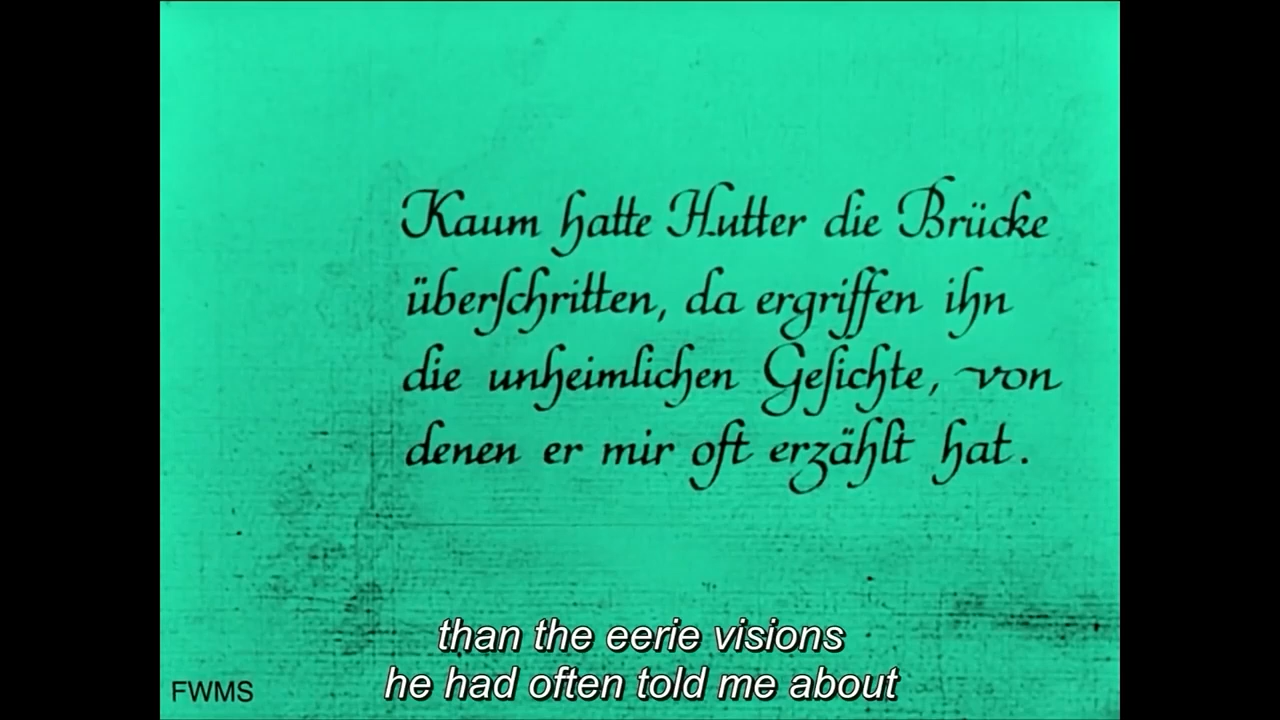 Kaum hatte Hutter die Brücke
überſchritten, da ergriffen ihn
die unheimlichen Geſichte, von
denen er mir oft erzählt hat.
than the eerie visions
he had often told me about
FWMS